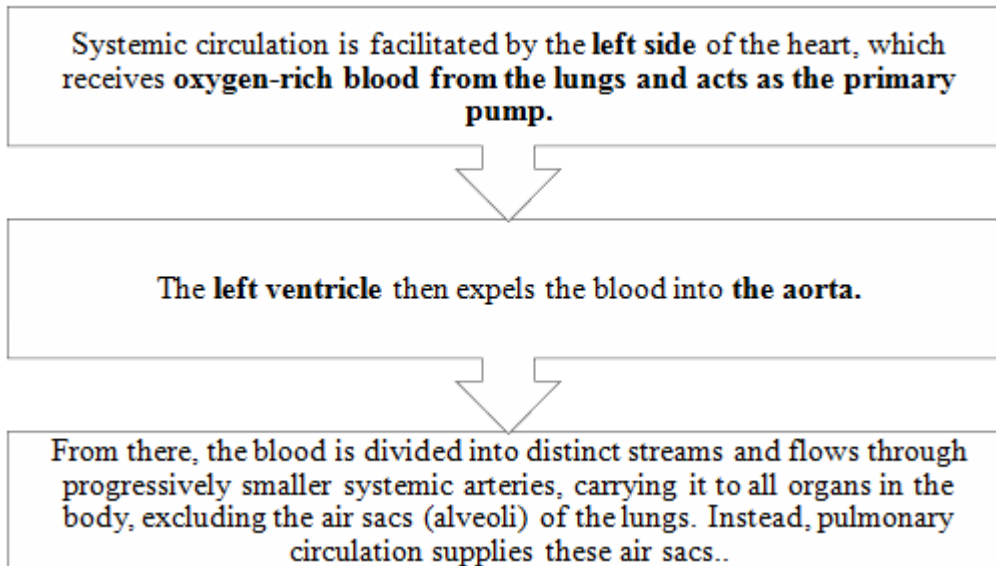 Systemic circulation is facilitated by the left side of the heart, which
receives oxygen-rich blood from the lungs and acts as the primary
pump.
The left ventricle then expels the blood into the aorta.
From there, the blood is divided into distinct streams and flows through
progressively smaller systemic arteries, carrying it to all organs in the
body, excluding the air sacs (alveoli) of the lungs. Instead, pulmonary
circulation supplies these air sacs..